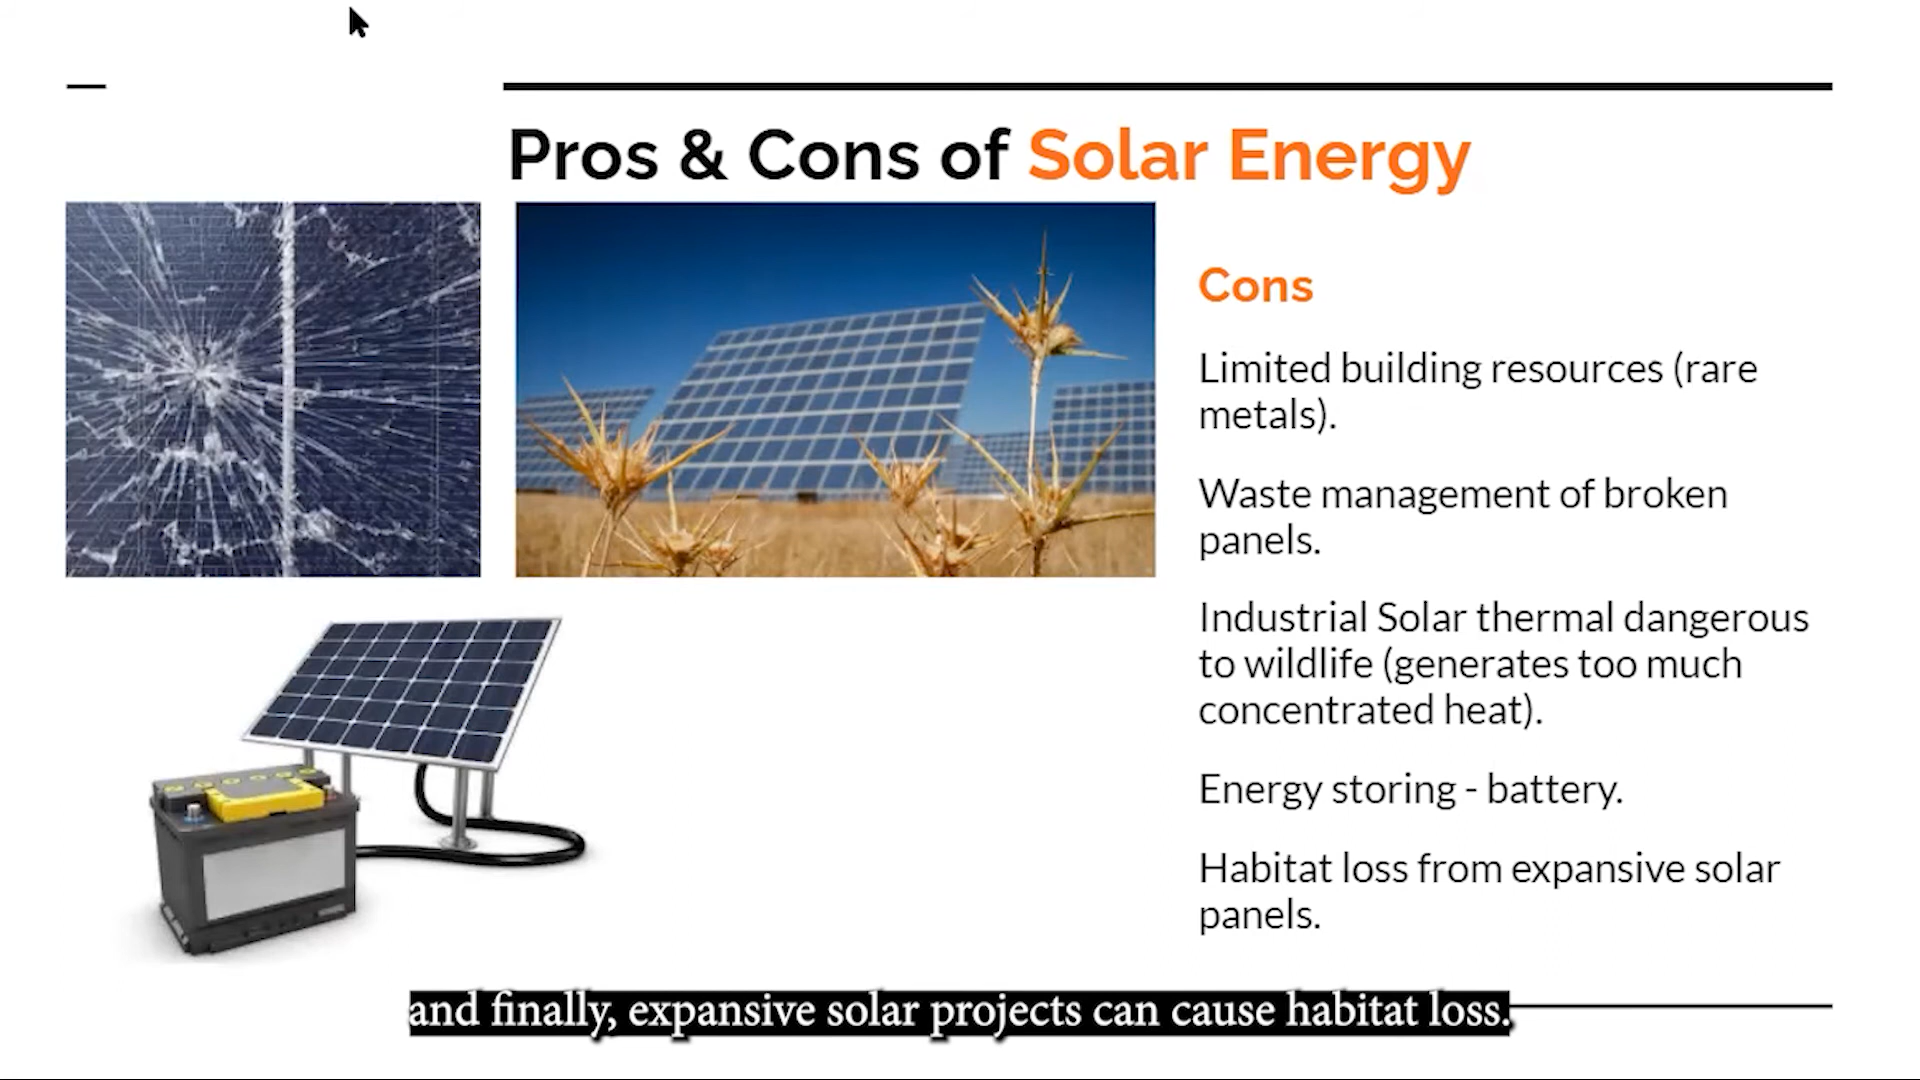 Pros & Cons of Solar Energy
Cons
Limited building resources (rare
metals).
Waste management of broken
panels.
Industrial Solar thermal dangerous
to wildlife (generates too much
concentrated heat).
Energy storing - battery.
Habitat loss from expansive solar
panels.
and finally, expansive solar projects can cause habitat loss.